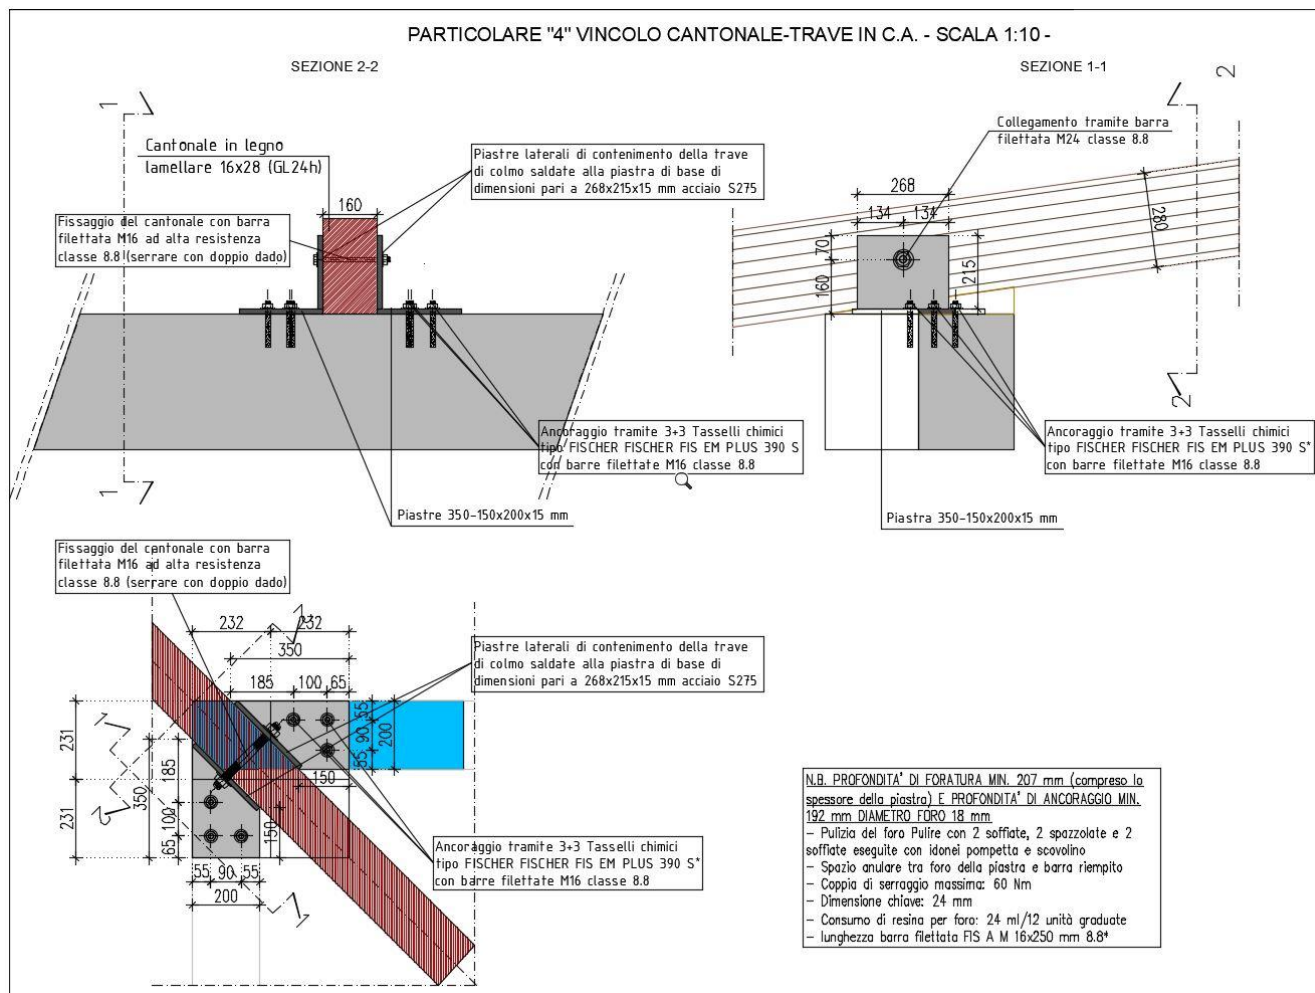 PARTICOLARE "4" VINCOLO CANTONALE-TRAVE IN C.A. - SCALA 1:10 -
SEZIONE 2-2
SEZIONE 1-1
1
2
Cantonale in legno
lamellare 16x28 (GL24h)
Piastre laterali di contenimento della trave
di colmo saldate alla piastra di base di
dimensioni pari a 268x215x15 mm acciaio S275
Collegamento tramite barra
filettata M24 classe 8.8
160
Fissaggio del cantonale con barra
filettata M16 ad alta resistenza
classe 8.8 (serrare con doppio dado)
268
134
134
70
160
215
280
Ancoraggio tramite 3+3 Tasselli chimici
tipo FISCHER FISCHER FIS EM PLUS 390 S
con barre filettate M16 classe 8.8
2
Ancoraggio tramite 3+3 Tasselli chimici
tipo FISCHER FISCHER FIS EM PLUS 390 S*
con barre filettate M16 classe 8.8
1
Piastre 350-150x200x15 mm
Piastra 350-150x200x15 mm
Fissaggio del cantonale con barra
filettata M16 ad alta resistenza
classe 8.8 (serrare con doppio dado)
232
232
2
350
Piastre laterali di contenimento della trave
di colmo saldate alla piastra di base di
dimensioni pari a 268x215x15 mm acciaio S275
185
100
65
55
90
55
200
231
231
1
2
350
185
100
65
150
150
55
90
55
200
1
Ancoraggio tramite 3+3 Tasselli chimici
tipo FISCHER FISCHER FIS EM PLUS 390 S*
con barre filettate M16 classe 8.8
N.B. PROFONDITA' DI FORATURA MIN. 207 mm (compreso lo
spessore della piastra) E PROFONDITA' DI ANCORAGGIO MIN.
192 mm DIAMETRO FORO 18 mm
- Pulizia del foro Pulire con 2 soffiate, 2 spazzolate e 2
soffiate eseguite con idonei pompetta e scovolino
- Spazio anulare tra foro della piastra e barra riempito
- Coppia di serraggio massima: 60 Nm
- Dimensione chiave: 24 mm
- Consumo di resina per foro: 24 ml/12 unità graduate
- lunghezza barra filettata FIS A M 16x250 mm 8.8*